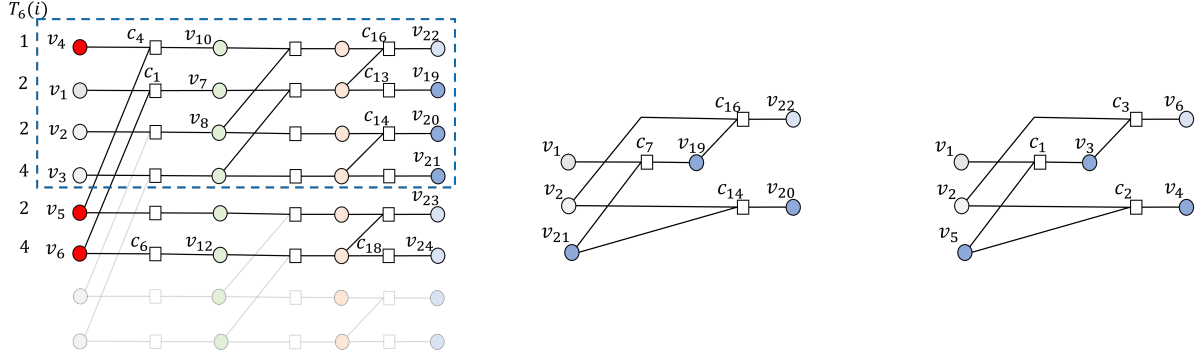 T₆(i)
1 v₄ c₄ v₁₀ c₁₆ v₂₂
2 v₁ c₁ v₇ c₁₃ v₁₉
2 v₂ v₈ c₁₄ v₂₀
4 v₃ v₂₁
2 v₅ v₂₃
4 v₆ c₆ v₁₂ c₁₈ v₂₄
c₁₆ v₂₂
v₁ c₇ v₁₉
v₂ c₁₄ v₂₀
v₂₁
c₃ v₆
v₁ c₁ v₃
v₂ c₂ v₄
v₅